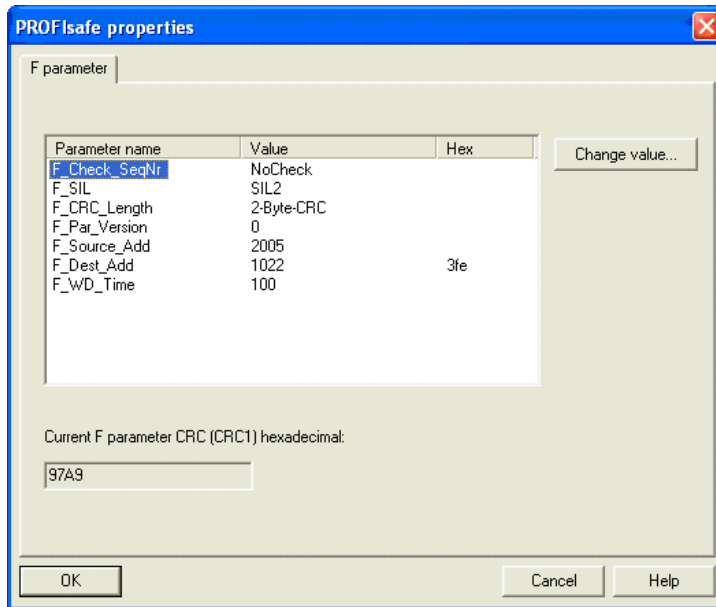 PROFIsafe properties
F parameter
Parameter name Value Hex
Change value...
F_Check_SeqNr NoCheck
F_SIL SIL2
F_CRC_Length 2-Byte-CRC
F_Par_Version 0
F_Source_Add 2005
F_Dest_Add 1022 3fe
F_WD_Time 100
Current F parameter CRC (CRC1) hexadecimal:
97A9
OK Cancel Help